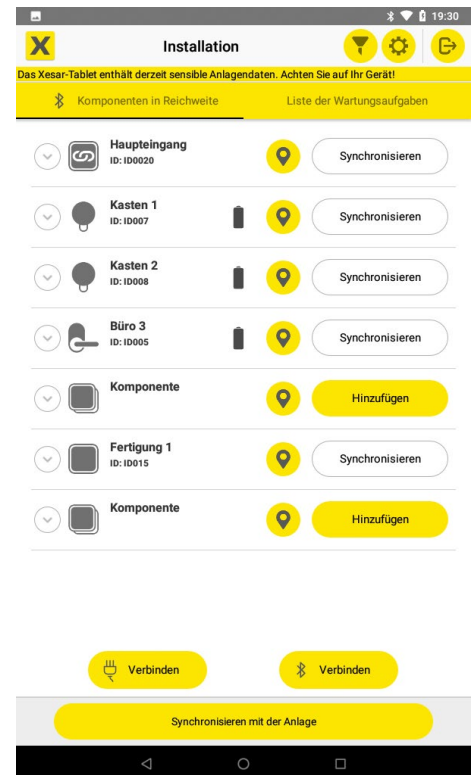 19:30
X Installation
Das Xesar-Tablet enthält derzeit sensible Anlagendaten. Achten Sie auf Ihr Gerät!
Komponenten in Reichweite Liste der Wartungsaufgaben
Haupteingang
ID: ID0020
Synchronisieren
Kasten 1
ID: ID007
Synchronisieren
Kasten 2
ID: ID008
Synchronisieren
Büro 3
ID: ID005
Synchronisieren
Komponente
Hinzufügen
Fertigung 1
ID: ID015
Synchronisieren
Komponente
Hinzufügen
Verbinden Verbinden
Synchronisieren mit der Anlage